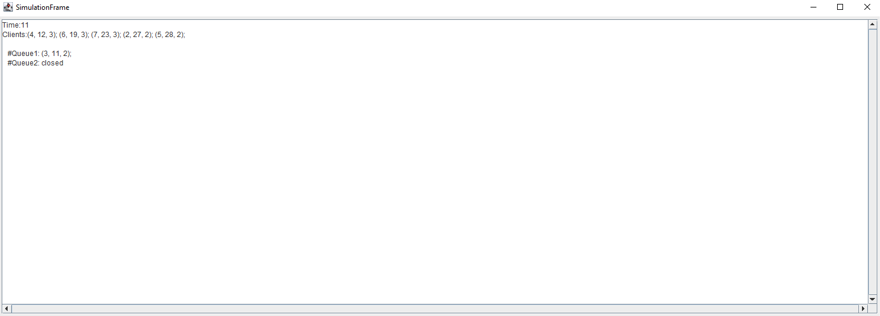 SimulationFrame
Time:11
Clients:(4, 12, 3); (6, 19, 3); (7, 23, 3); (2, 27, 2); (5, 28, 2);
#Queue1: (3, 11, 2);
#Queue2: closed